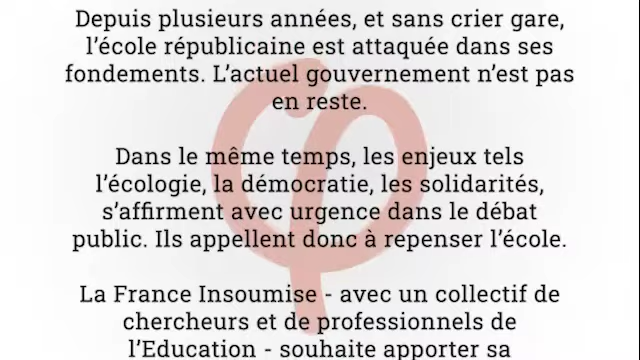 Depuis plusieurs années, et sans crier gare,
l’école républicaine est attaquée dans ses
fondements. L’actuel gouvernement n’est pas
en reste.
Dans le même temps, les enjeux tels
l’écologie, la démocratie, les solidarités,
s’affirment avec urgence dans le débat
public. Ils appellent donc à repenser l’école.
La France Insoumise - avec un collectif de
chercheurs et de professionnels de
l’Education - souhaite apporter sa